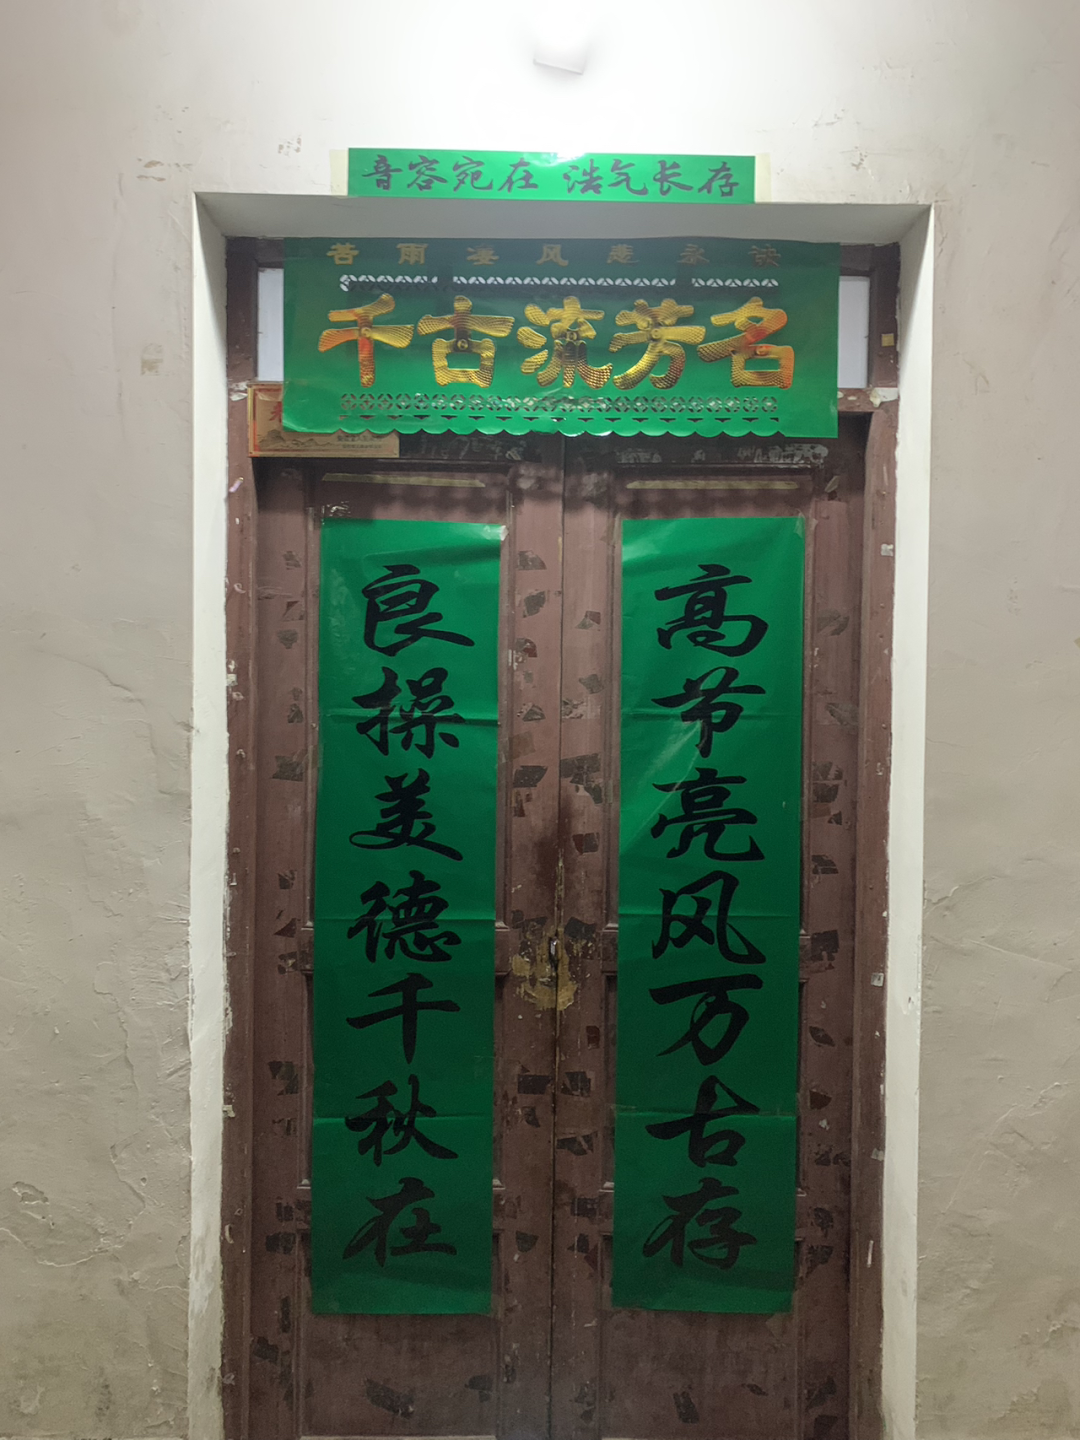 音容宛在 浩气长存
苦雨凄风悲永诀
千古流芳名
高节亮风万古存
良操美德千秋在